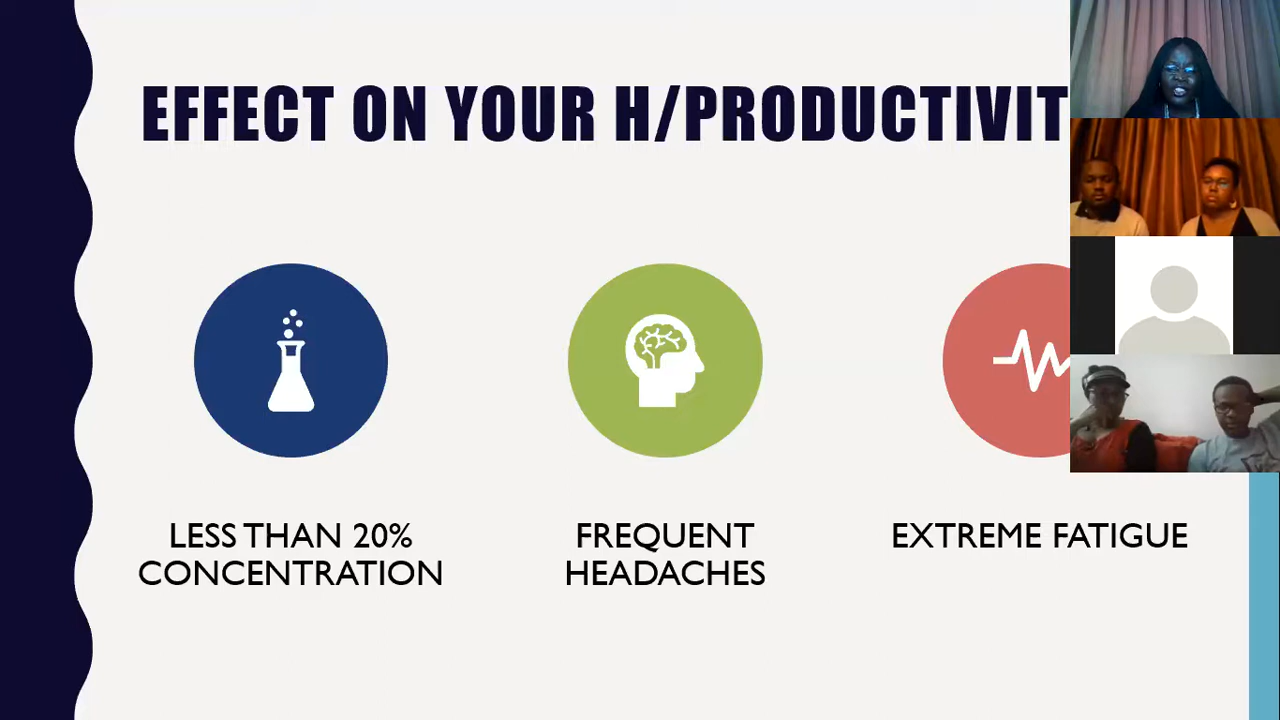 EFFECT ON YOUR H/PRODUCTIVIT
LESS THAN 20%
CONCENTRATION
FREQUENT
HEADACHES
EXTREME FATIGUE